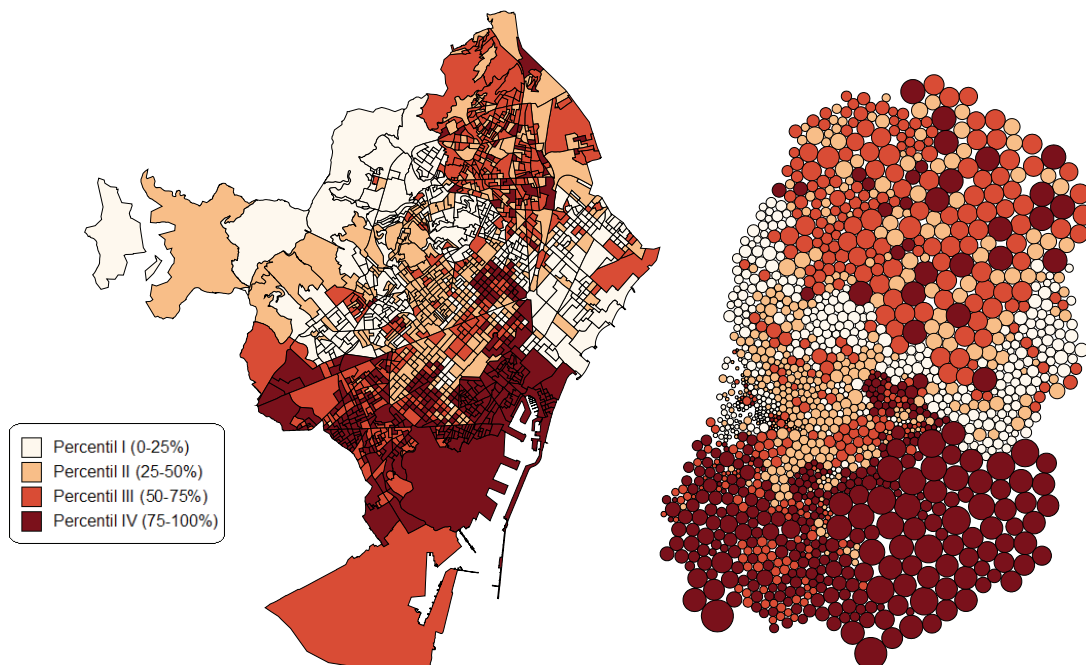 Percentil I (0-25%)
Percentil II (25-50%)
Percentil III (50-75%)
Percentil IV (75-100%)